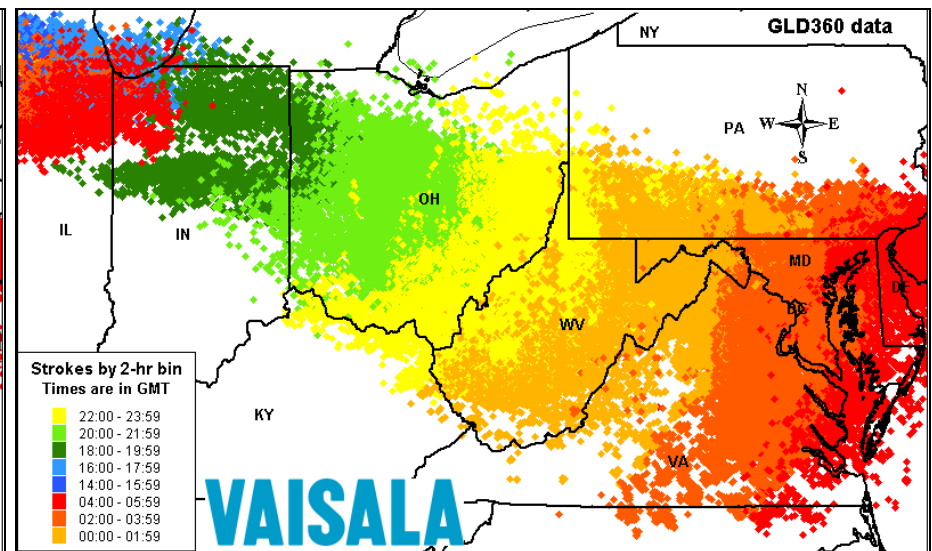 GLD360 data
NY
N
PA
W E
S
OH
IL
IN
MD
DE
DC
WV
KY
VA
Strokes by 2-hr bin
Times are in GMT
22:00 - 23:59
20:00 - 21:59
18:00 - 19:59
16:00 - 17:59
14:00 - 15:59
04:00 - 05:59
02:00 - 03:59
00:00 - 01:59
VAISALA